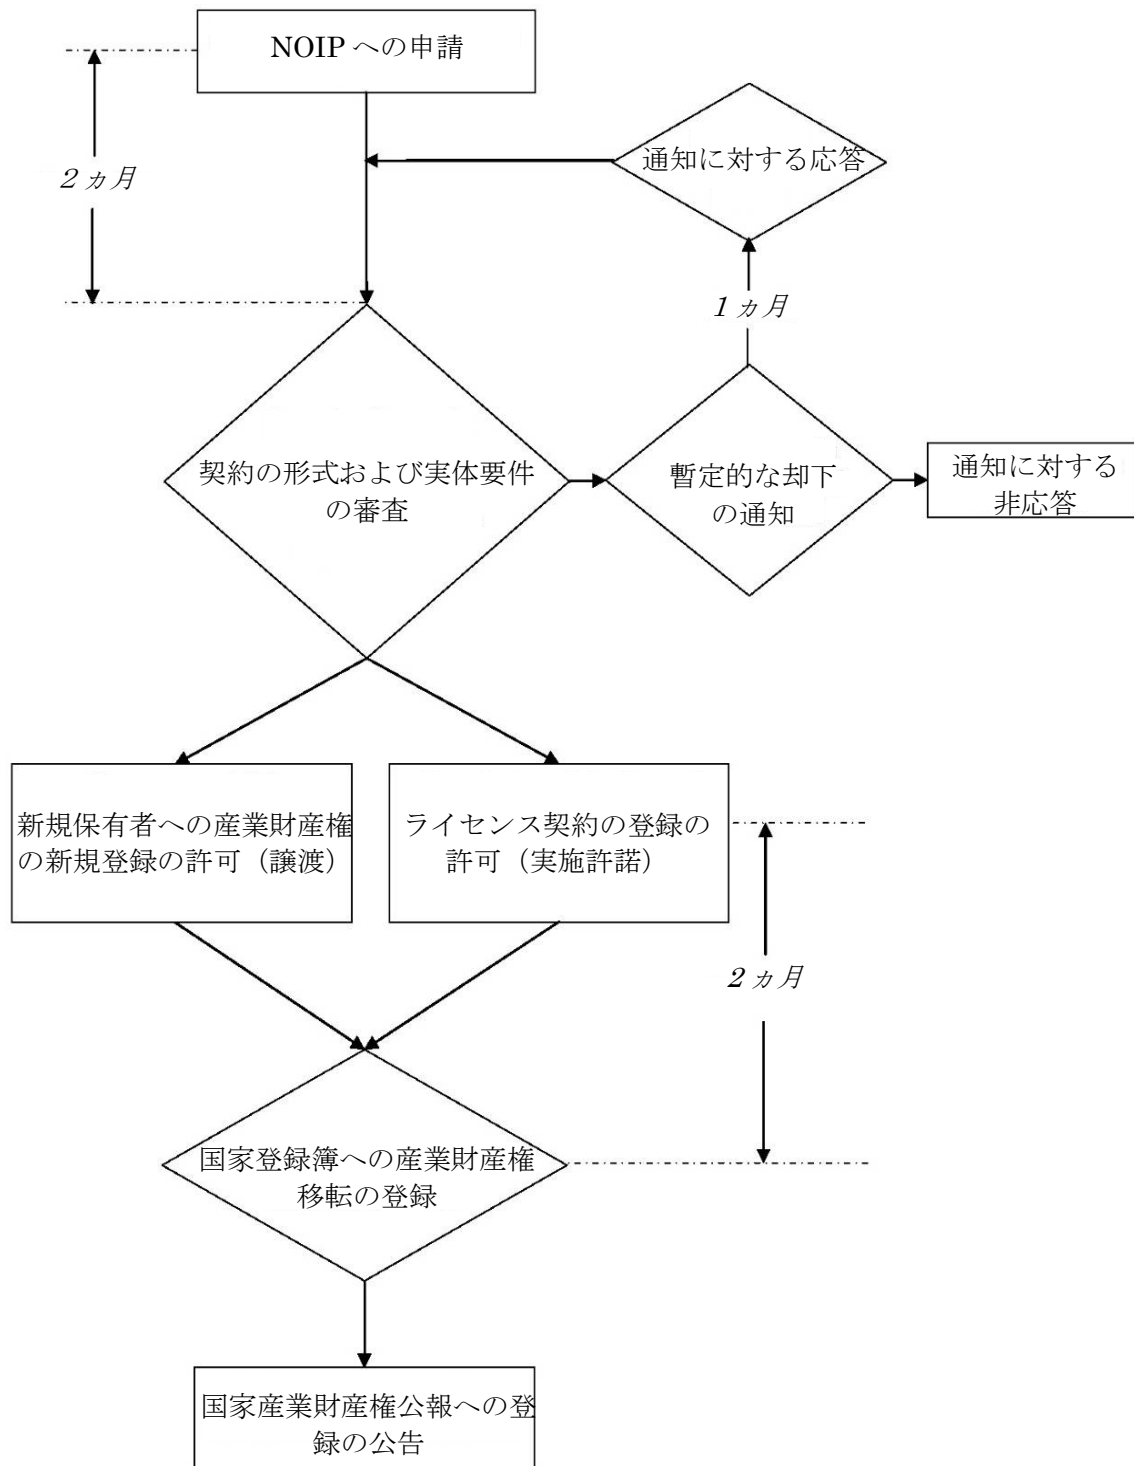 NOIP への申請
通知に対する応答
2 ヵ月
1 ヵ月
契約の形式および実体要件
の審査
暫定的な却下
の通知
通知に対する
非応答
新規保有者への産業財産権
の新規登録の許可（譲渡）
ライセンス契約の登録の
許可（実施許諾）
2 ヵ月
国家登録簿への産業財産権
移転の登録
国家産業財産権公報への登
録の公告